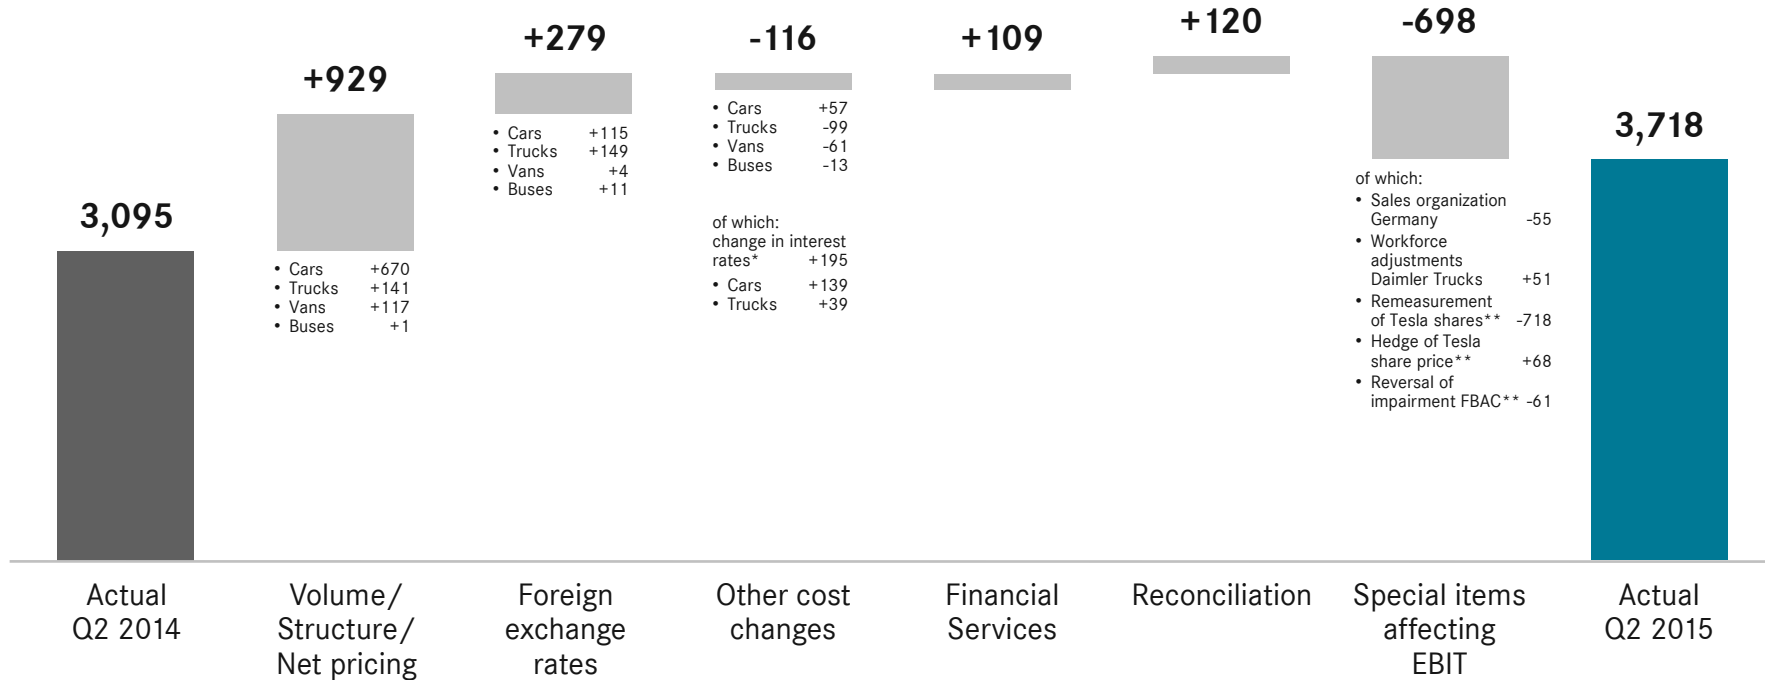 3,095
Actual
Q2 2014
+929
• Cars +670
• Trucks +141
• Vans +117
• Buses +1
Volume/
Structure/
Net pricing
+279
• Cars +115
• Trucks +149
• Vans +4
• Buses +11
Foreign
exchange
rates
-116
• Cars +57
• Trucks -99
• Vans -61
• Buses -13
of which:
change in interest
rates* +195
• Cars +139
• Trucks +39
Other cost
changes
+109
Financial
Services
+120
Reconciliation
-698
of which:
• Sales organization
Germany -55
• Workforce
adjustments
Daimler Trucks +51
• Remeasurement
of Tesla shares** -718
• Hedge of Tesla
share price** +68
• Reversal of
impairment FBAC** -61
Special items
affecting
EBIT
3,718
Actual
Q2 2015